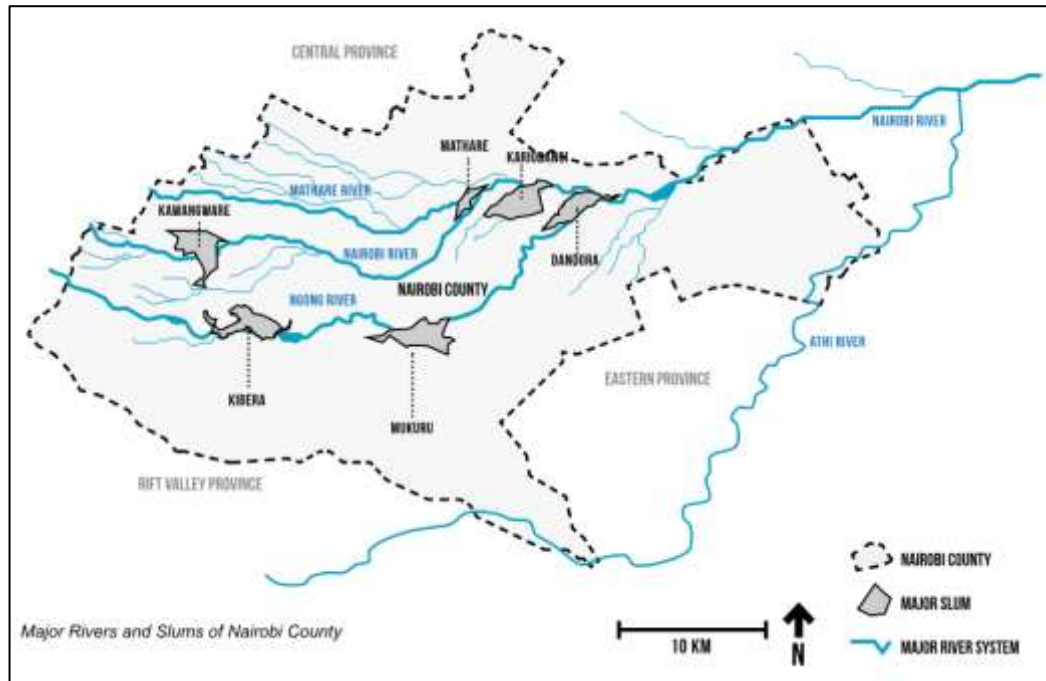 CENTRAL PROVINCE
NAIROBI RIVER
MATHARE
KARIOBANGI
MATHARE RIVER
KAWANGWARE
NAIROBI RIVER
DANDORA
NAIROBI COUNTY
NGONG RIVER
ATHI RIVER
EASTERN PROVINCE
KIBERA
MUKURU
RIFT VALLEY PROVINCE
NAIROBI COUNTY
MAJOR SLUM
Major Rivers and Slums of Nairobi County
10 KM
N
MAJOR RIVER SYSTEM